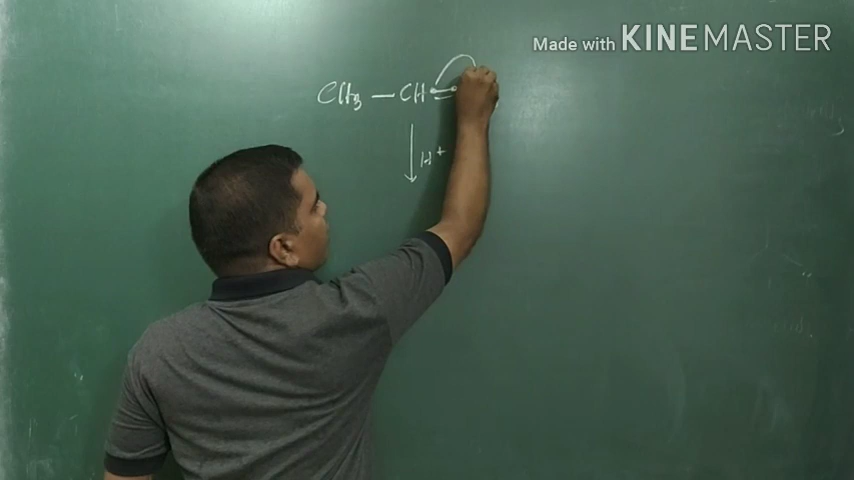 Made with KINEMASTER
CH₃ — CH =
↓ H⁺